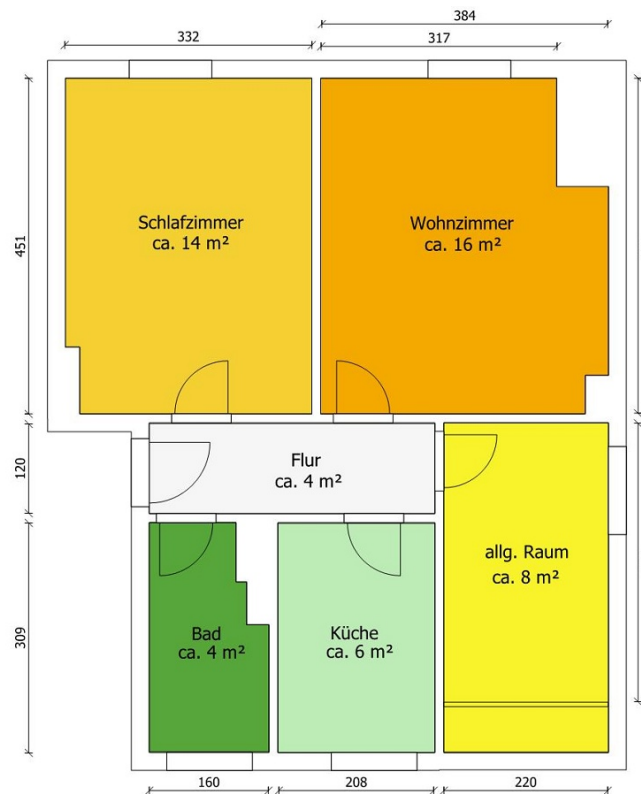 384
332
317
Schlafzimmer
ca. 14 m²
Wohnzimmer
ca. 16 m²
451
Flur
ca. 4 m²
120
allg. Raum
ca. 8 m²
Bad
ca. 4 m²
Küche
ca. 6 m²
309
160
208
220